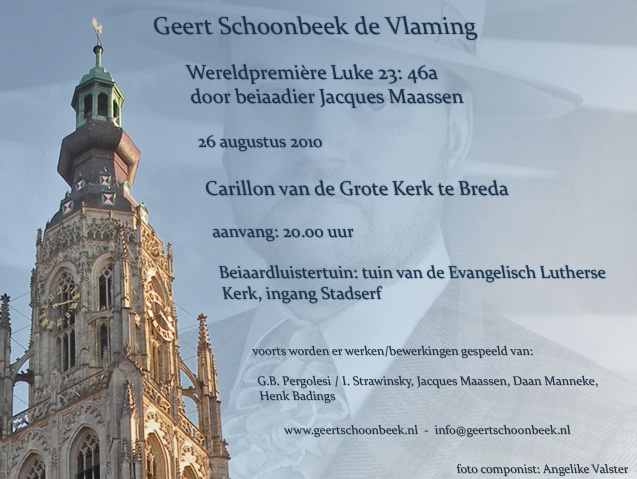 Geert Schoonbeek de Vlaming
Wereldpremière Luke 23: 46a
door beiaadier Jacques Maassen
26 augustus 2010
Carillon van de Grote Kerk te Breda
aanvang: 20.00 uur
Beiaardluistertuin: tuin van de Evangelisch Lutherse
Kerk, ingang Stadserf
voorts worden er werken/bewerkingen gespeeld van:
G.B. Pergolesi / I. Strawinsky, Jacques Maassen, Daan Manneke,
Henk Badings
www.geertschoonbeek.nl - info@geertschoonbeek.nl
foto componist: Angelike Valster